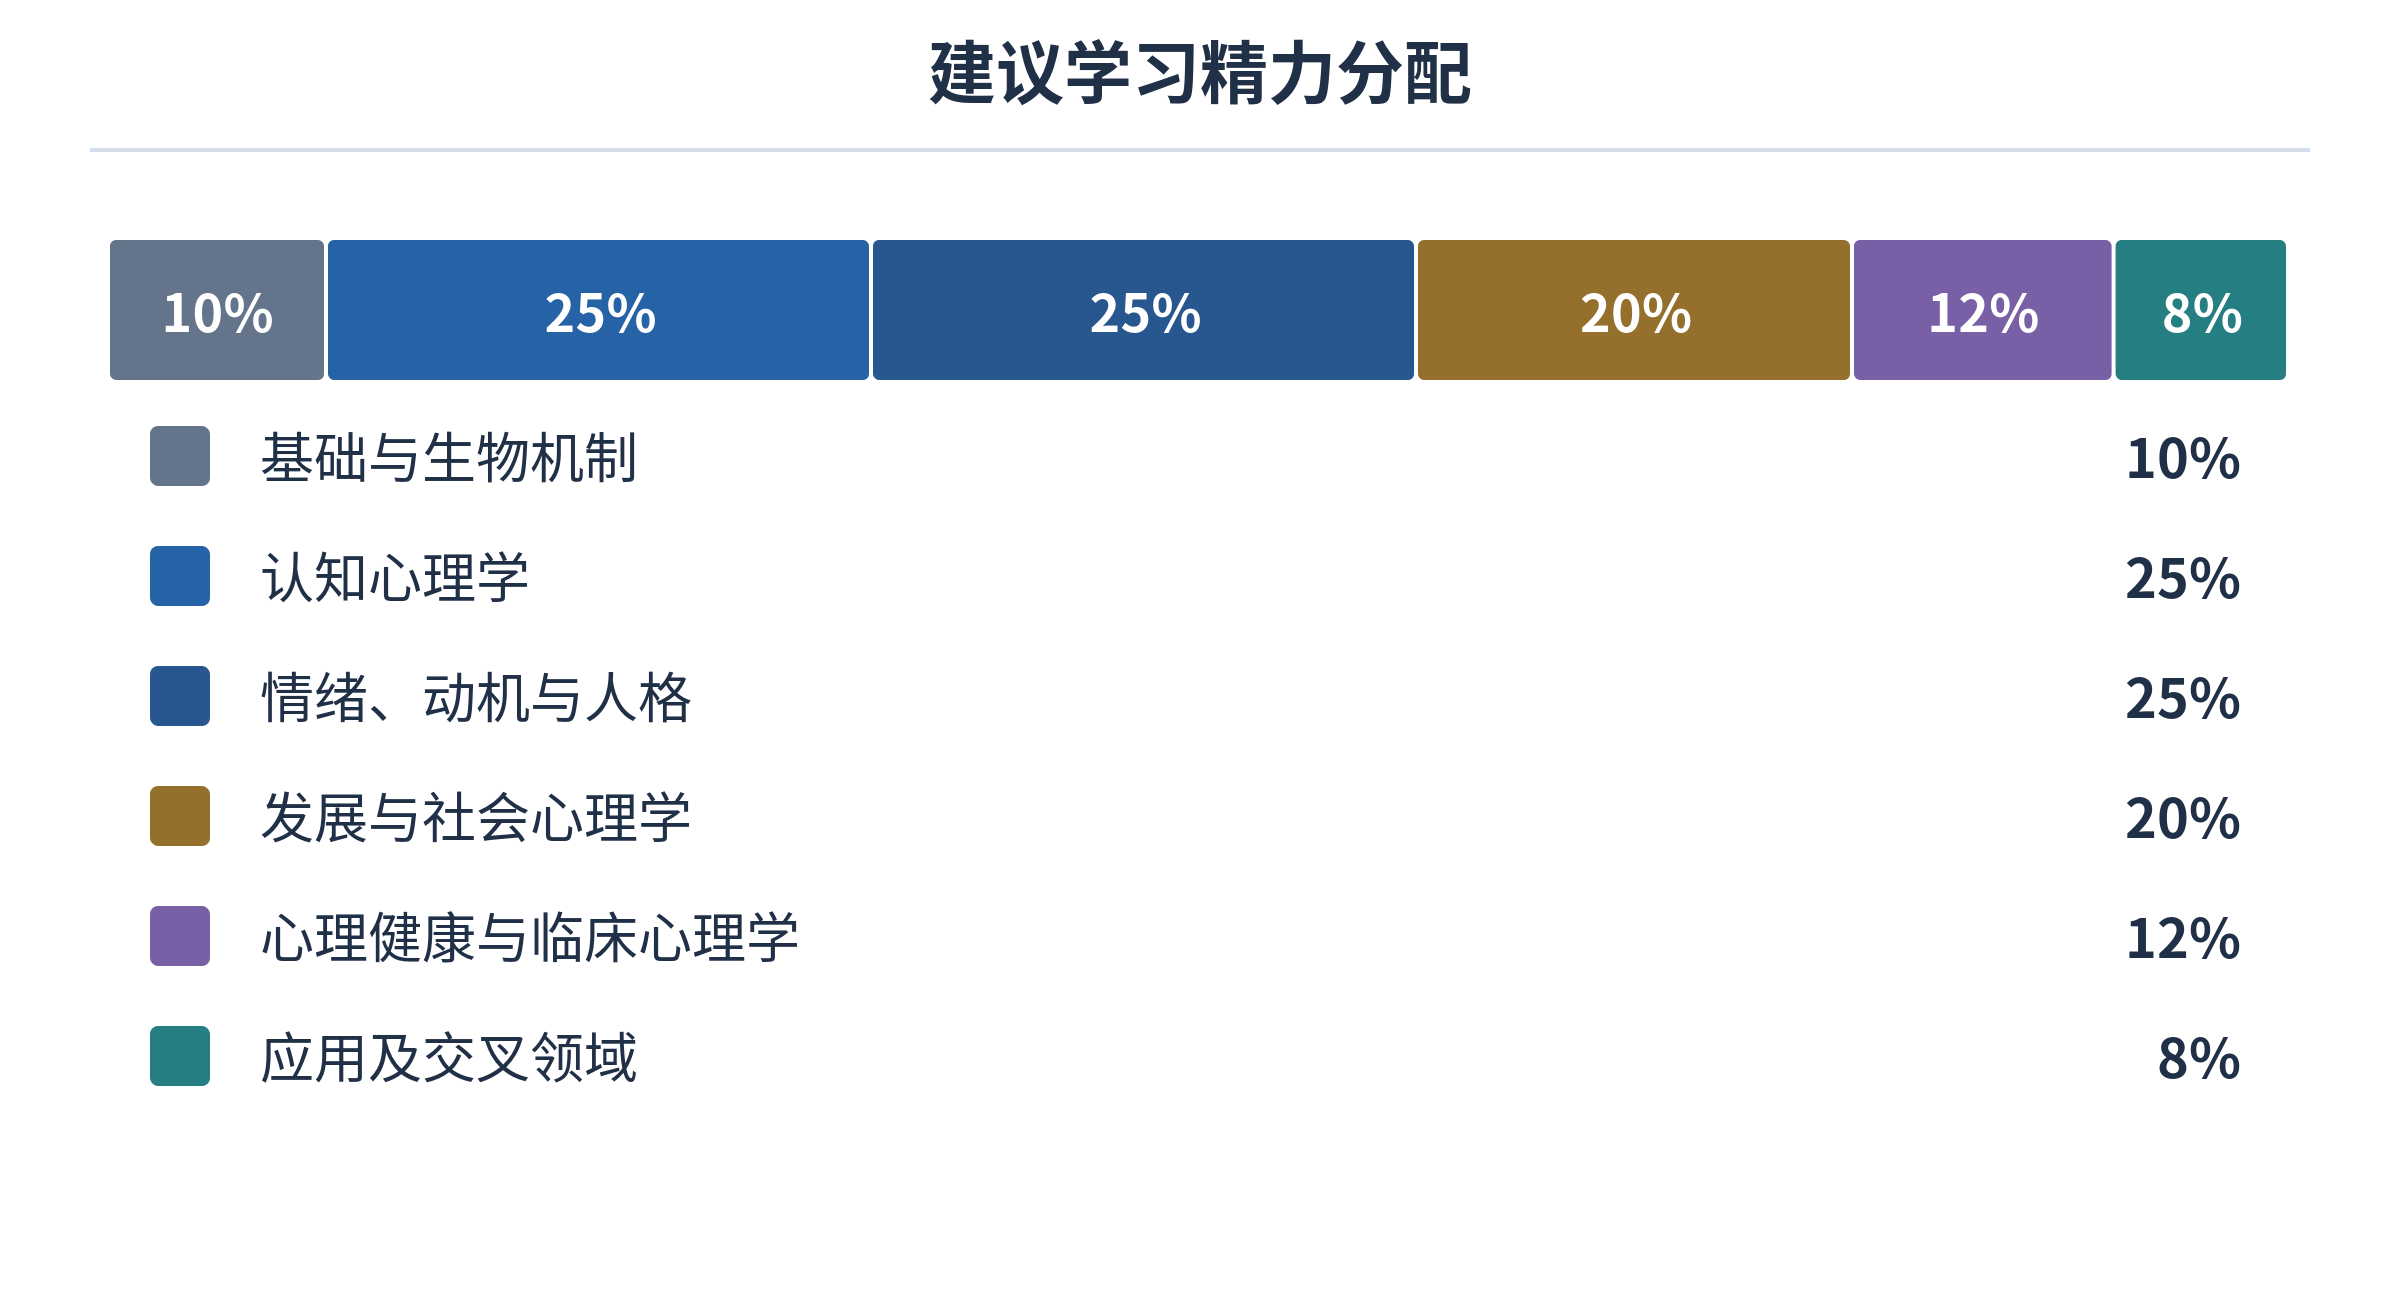 建议学习精力分配
10% 25% 25% 20% 12% 8%
基础与生物机制 10%
认知心理学 25%
情绪、动机与人格 25%
发展与社会心理学 20%
心理健康与临床心理学 12%
应用及交叉领域 8%